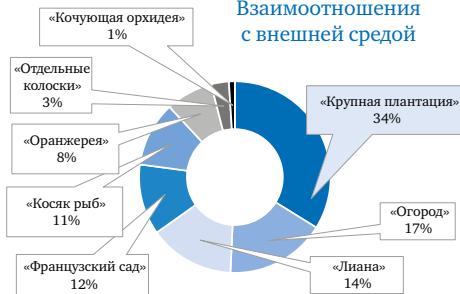 Взаимоотношения
с внешней средой
«Кочующая орхидея»
1%
«Отдельные
колоски»
3%
«Оранжерея»
8%
«Косяк рыб»
11%
«Французский сад»
12%
«Лиана»
14%
«Огород»
17%
«Крупная плантация»
34%